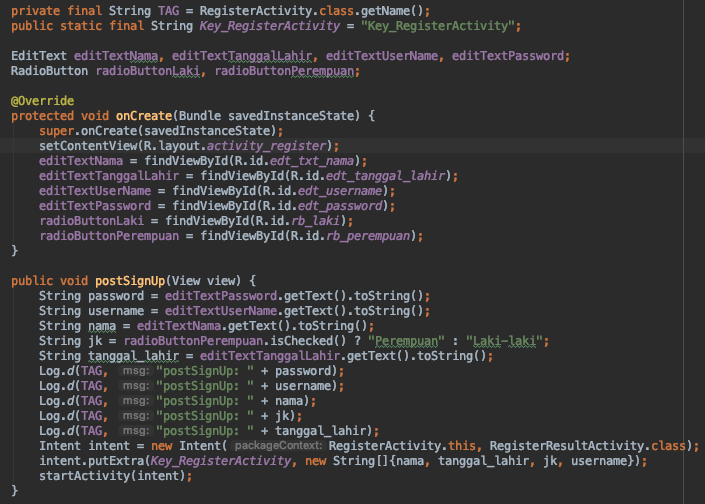 private final String TAG = RegisterActivity.class.getName();
public static final String Key_RegisterActivity = "Key_RegisterActivity";
EditText editTextNama, editTextTanggalLahir, editTextUserName, editTextPassword;
RadioButton radioButtonLaki, radioButtonPerempuan;
@Override
protected void onCreate(Bundle savedInstanceState) {
super.onCreate(savedInstanceState);
setContentView(R.layout.activity_register);
editTextNama = findViewById(R.id.edt_txt_nama);
editTextTanggalLahir = findViewById(R.id.edt_tanggal_lahir);
editTextUserName = findViewById(R.id.edt_username);
editTextPassword = findViewById(R.id.edt_password);
radioButtonLaki = findViewById(R.id.rb_laki);
radioButtonPerempuan = findViewById(R.id.rb_perempuan);
}
public void postSignUp(View view) {
String password = editTextPassword.getText().toString();
String username = editTextUserName.getText().toString();
String nama = editTextNama.getText().toString();
String jk = radioButtonPerempuan.isChecked() ? "Perempuan" : "Laki-laki";
String tanggal_lahir = editTextTanggalLahir.getText().toString();
Log.d(TAG, msg: "postSignUp: " + password);
Log.d(TAG, msg: "postSignUp: " + username);
Log.d(TAG, msg: "postSignUp: " + nama);
Log.d(TAG, msg: "postSignUp: " + jk);
Log.d(TAG, msg: "postSignUp: " + tanggal_lahir);
Intent intent = new Intent( packageContext: RegisterActivity.this, RegisterResultActivity.class);
intent.putExtra(Key_RegisterActivity, new String[]{nama, tanggal_lahir, jk, username});
startActivity(intent);
}